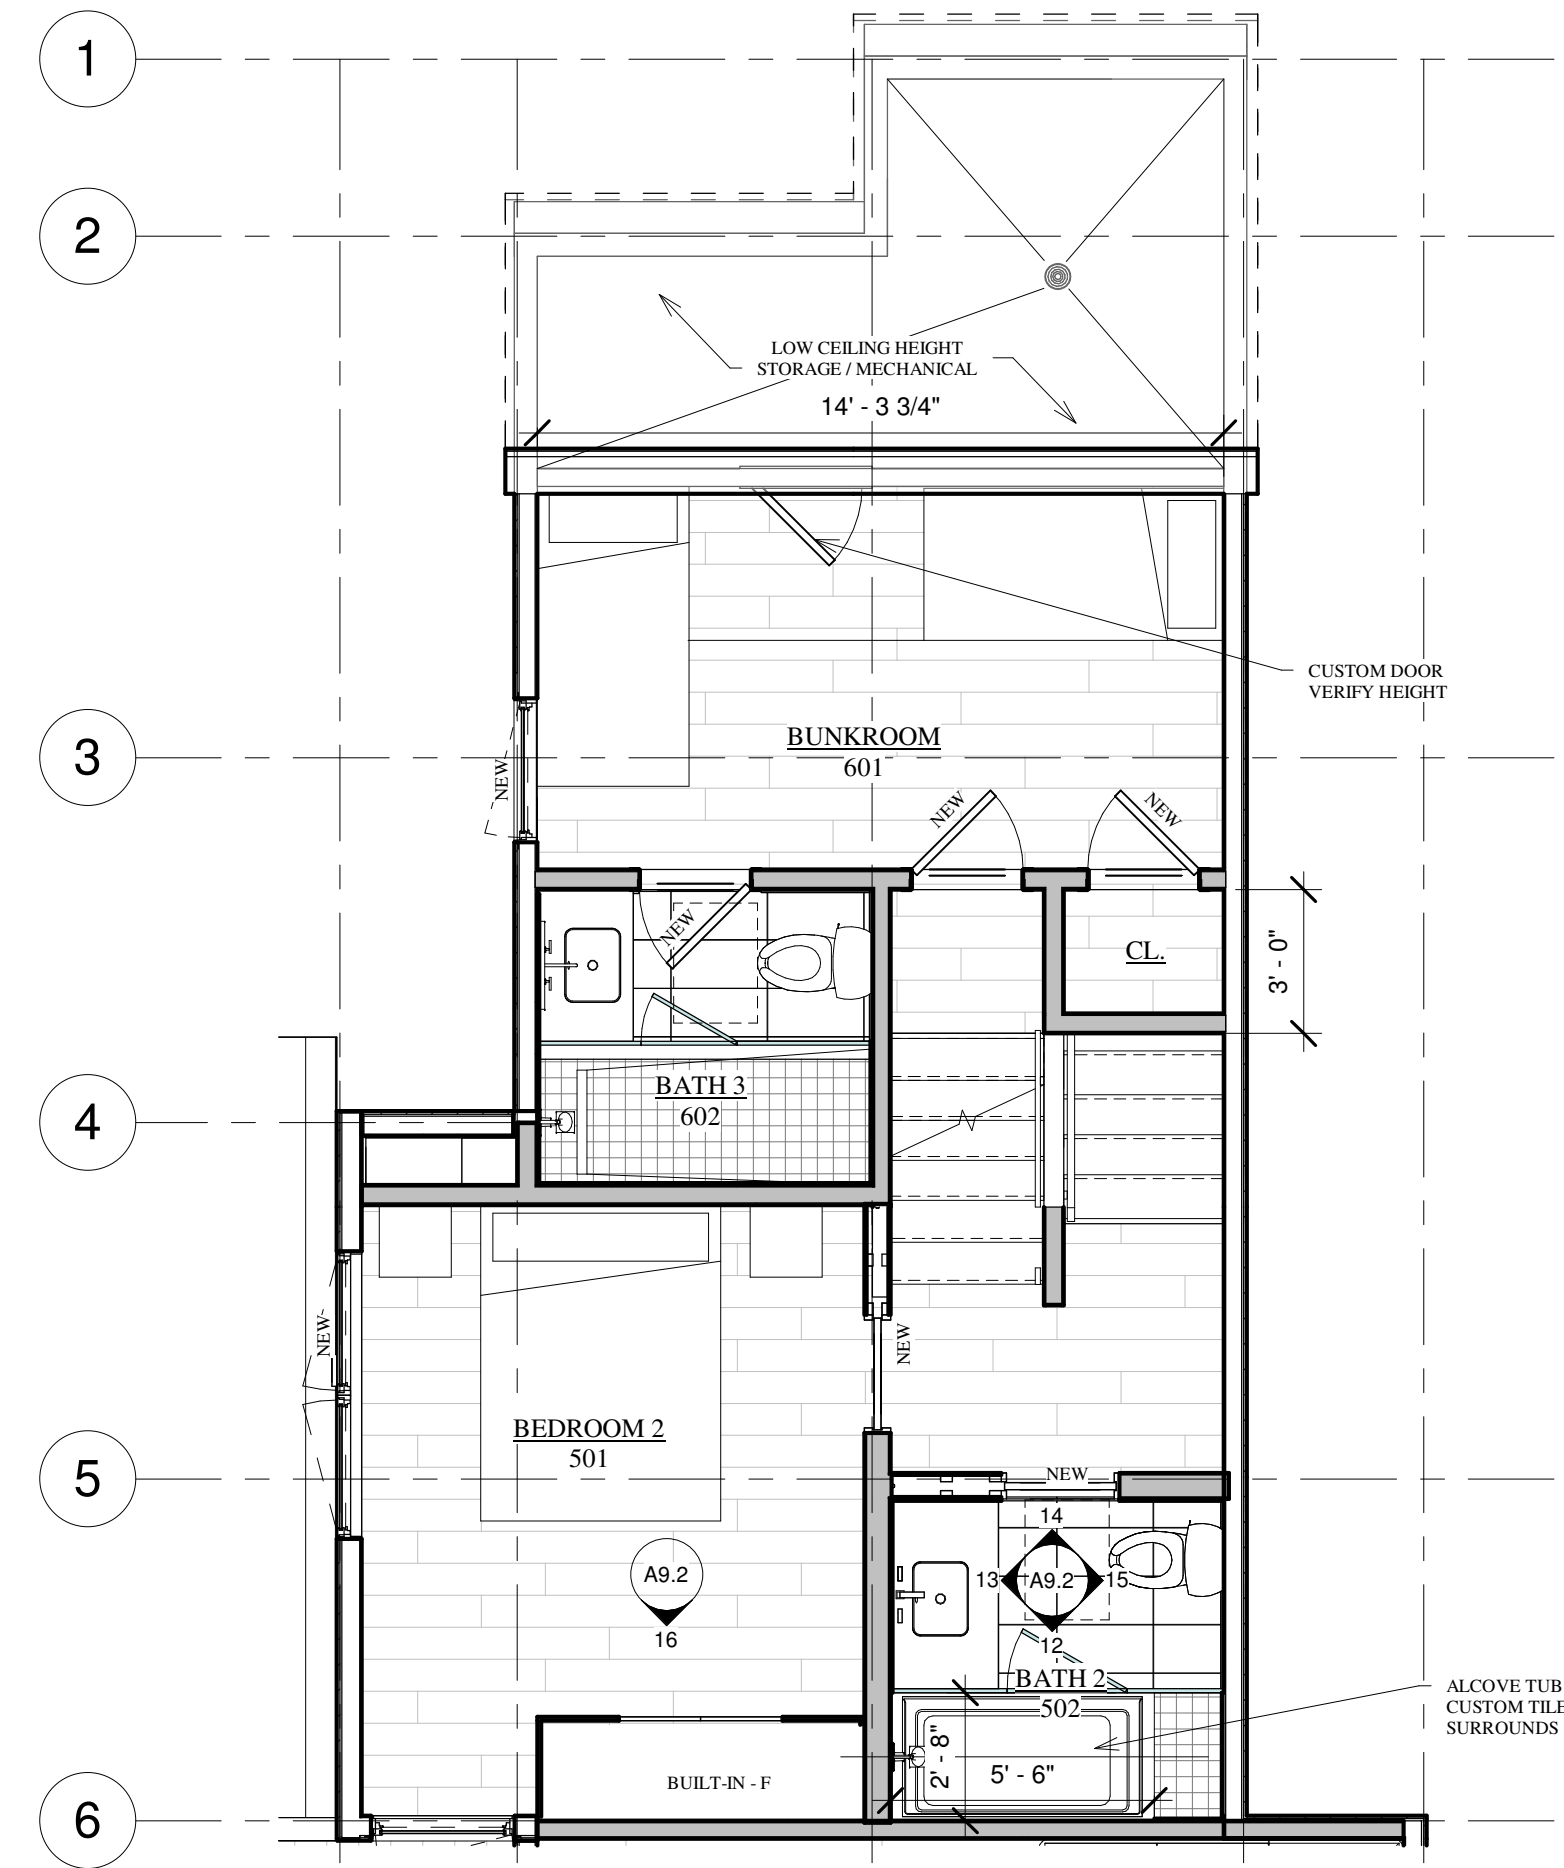 1
2
LOW CEILING HEIGHT
STORAGE / MECHANICAL
14' - 3 3/4"
CUSTOM DOOR
VERIFY HEIGHT
3
BUNKROOM
601
NEW
NEW
NEW
NEW
CL.
3' - 0"
4
BATH 3
602
NEW
NEW
BEDROOM 2
501
5
NEW
A9.2
16
14
13
A9.2
15
12
BATH 2
502
ALCOVE TUB
CUSTOM TILE
SURROUNDS
2' - 8"
5' - 6"
BUILT-IN - F
6